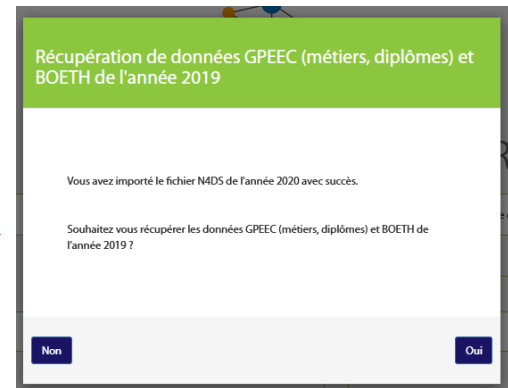 Récupération de données GPEEC (métiers, diplômes) et
BOETH de l'année 2019
Vous avez importé le fichier N4DS de l'année 2020 avec succès.
Souhaitez vous récupérer les données GPEEC (métiers, diplômes) et BOETH de
l'année 2019 ?
Non
Oui